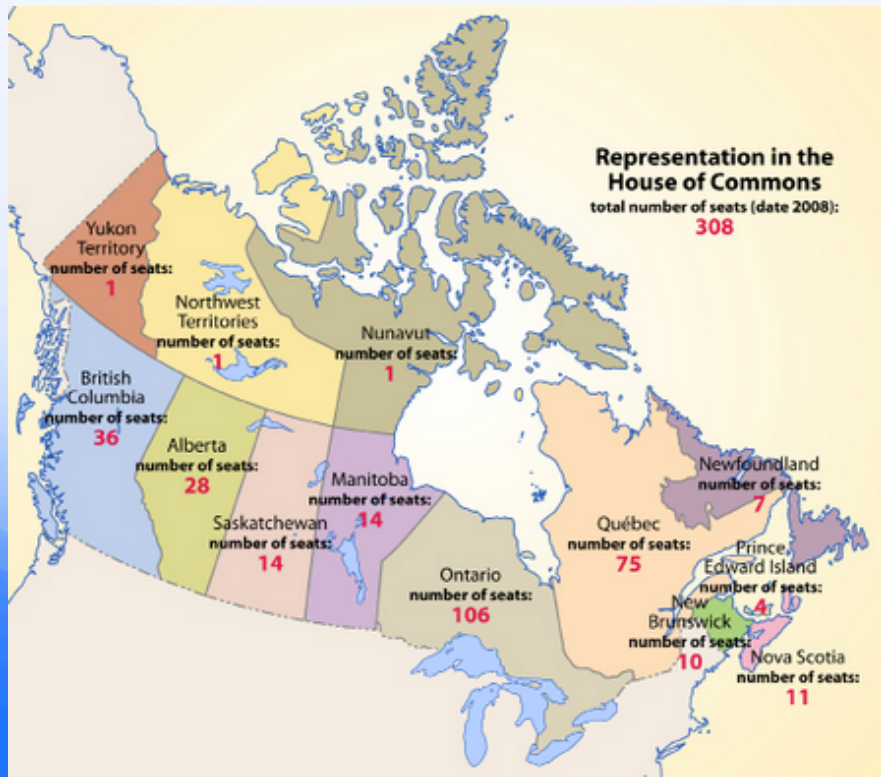 Representation in the
House of Commons
total number of seats (date 2008):
308
Yukon
Territory
number of seats:
1
Northwest
Territories
number of seats:
1
Nunavut
number of seats:
1
British
Columbia
number of seats:
36
Alberta
number of seats:
28
Saskatchewan
number of seats:
14
Manitoba
number of seats:
14
Ontario
number of seats:
106
Québec
number of seats:
75
Newfoundland
number of seats:
7
Prince
Edward Island
number of seats:
4
New
Brunswick
number of seats:
10
Nova Scotia
number of seats:
11